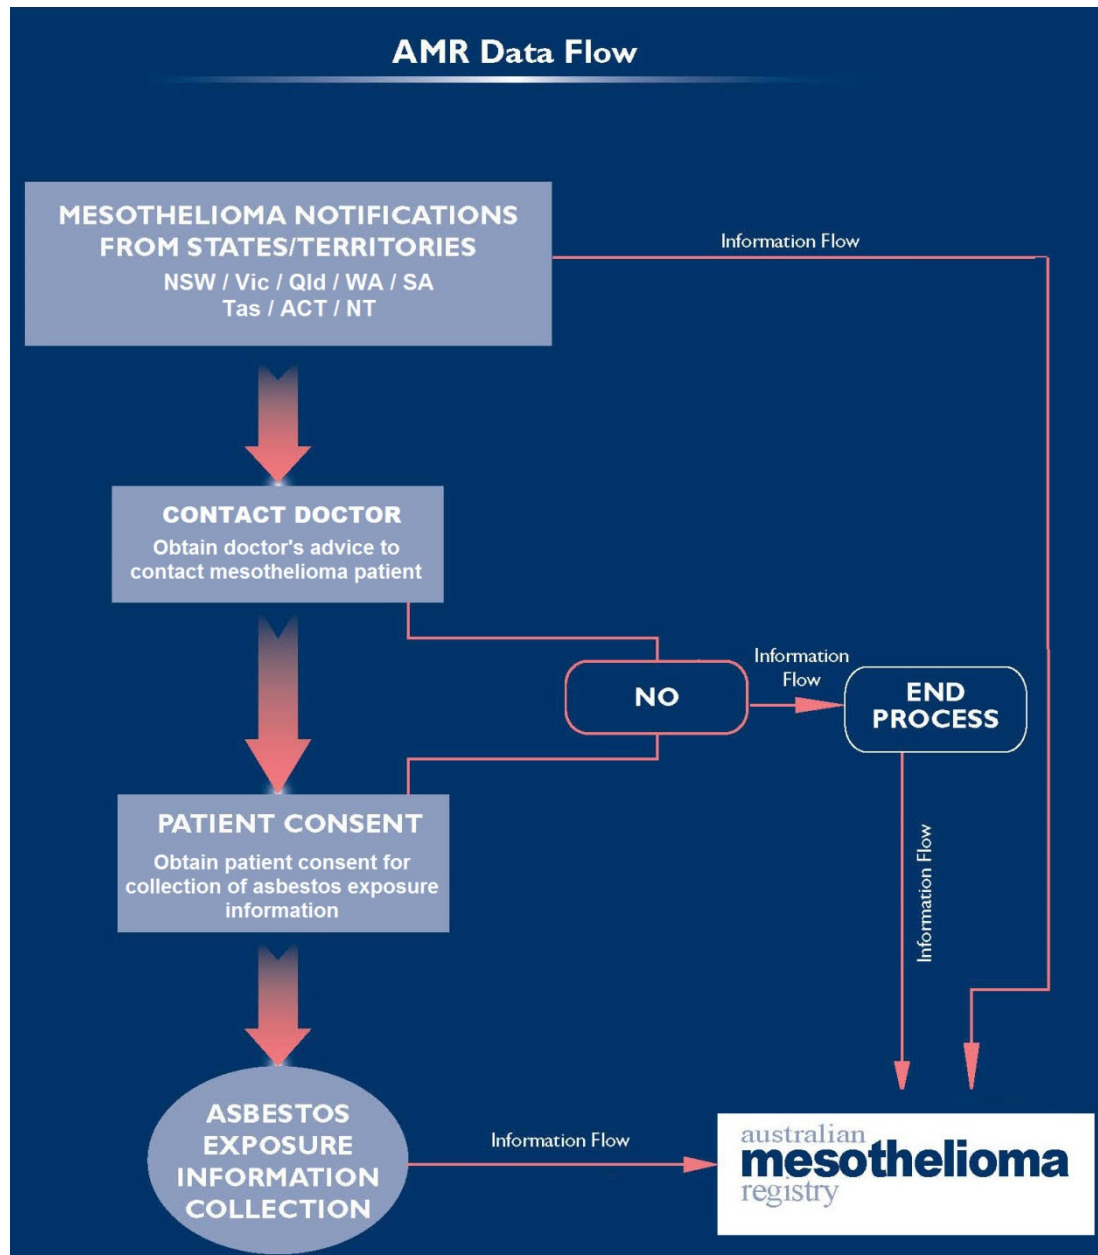 AMR Data Flow
MESOTHELIOMA NOTIFICATIONS
FROM STATES/TERRITORIES
NSW / Vic / Qld / WA / SA
Tas / ACT / NT
Information Flow
CONTACT DOCTOR
Obtain doctor's advice to
contact mesothelioma patient
NO
Information
Flow
END
PROCESS
PATIENT CONSENT
Obtain patient consent for
collection of asbestos exposure
information
Information Flow
ASBESTOS
EXPOSURE
INFORMATION
COLLECTION
Information Flow
australian
mesothelioma
registry